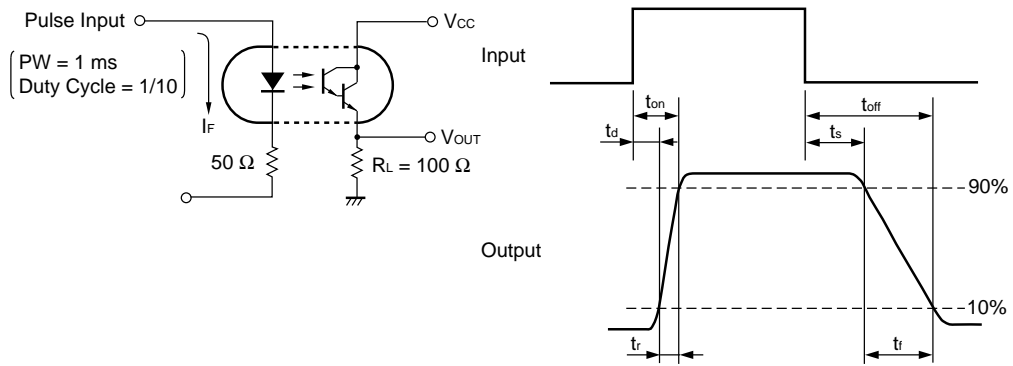 Pulse Input
VCC
PW = 1 ms
Duty Cycle = 1/10
IF
VOUT
50 Ω
RL = 100 Ω
Input
ton
toff
td
ts
90%
Output
10%
tr
tf